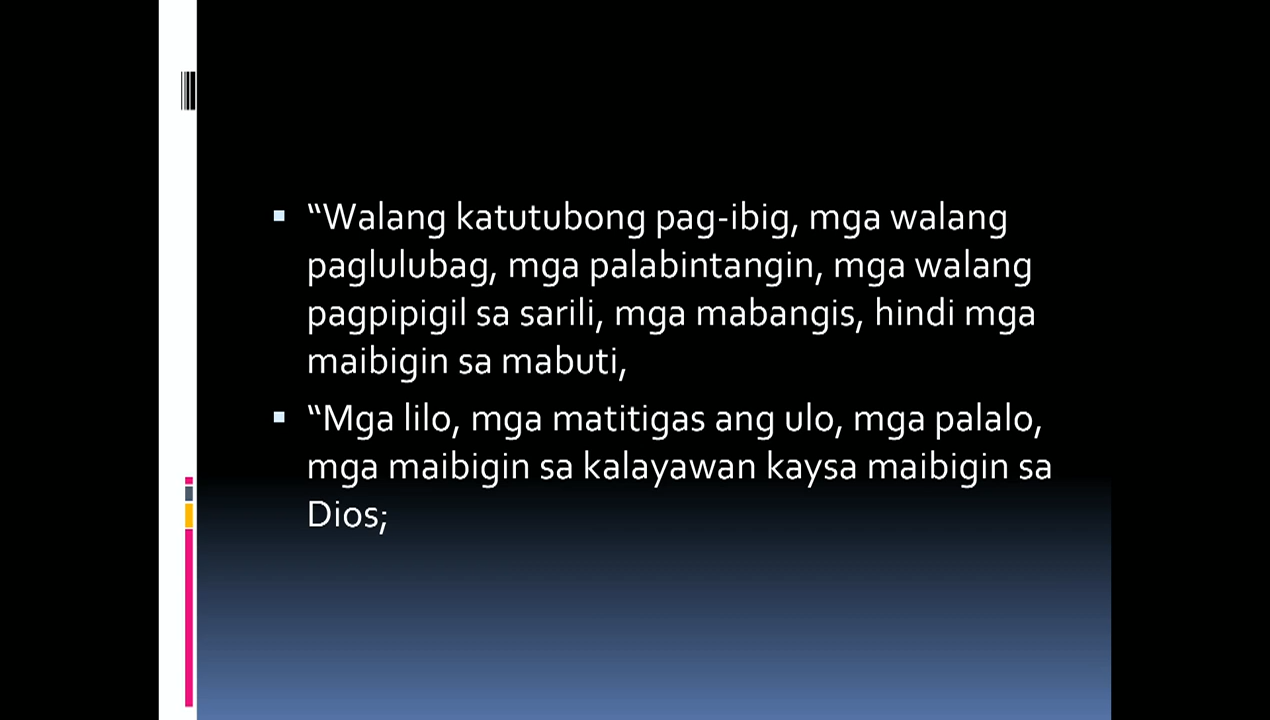 “Walang katutubong pag-ibig, mga walang
paglulubag, mga palabintangin, mga walang
pagpipigil sa sarili, mga mabangis, hindi mga
maibigin sa mabuti,
“Mga lilo, mga matitigas ang ulo, mga palalo,
mga maibigin sa kalayawan kaysa maibigin sa
Dios;